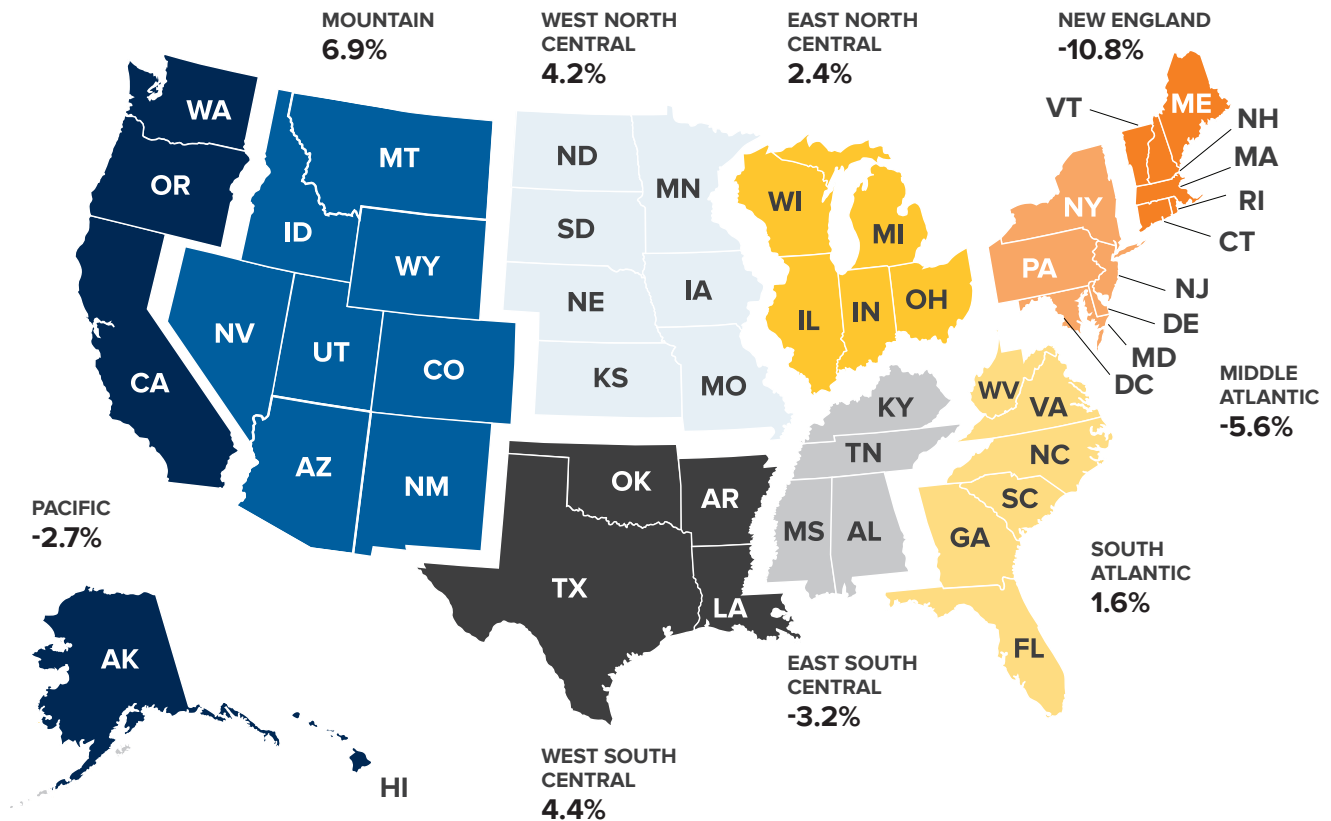 MOUNTAIN
6.9%
WEST NORTH
CENTRAL
4.2%
EAST NORTH
CENTRAL
2.4%
NEW ENGLAND
-10.8%
WA
OR
CA
MT
ID
WY
NV
UT
CO
AZ
NM
ND
SD
NE
KS
MN
IA
MO
WI
MI
IL
IN
OH
VT
ME
NH
MA
RI
CT
NY
PA
NJ
DE
MD
DC
MIDDLE
ATLANTIC
-5.6%
KY
TN
MS
AL
WV
VA
NC
SC
GA
FL
OK
AR
TX
LA
PACIFIC
-2.7%
SOUTH
ATLANTIC
1.6%
AK
HI
EAST SOUTH
CENTRAL
-3.2%
WEST SOUTH
CENTRAL
4.4%